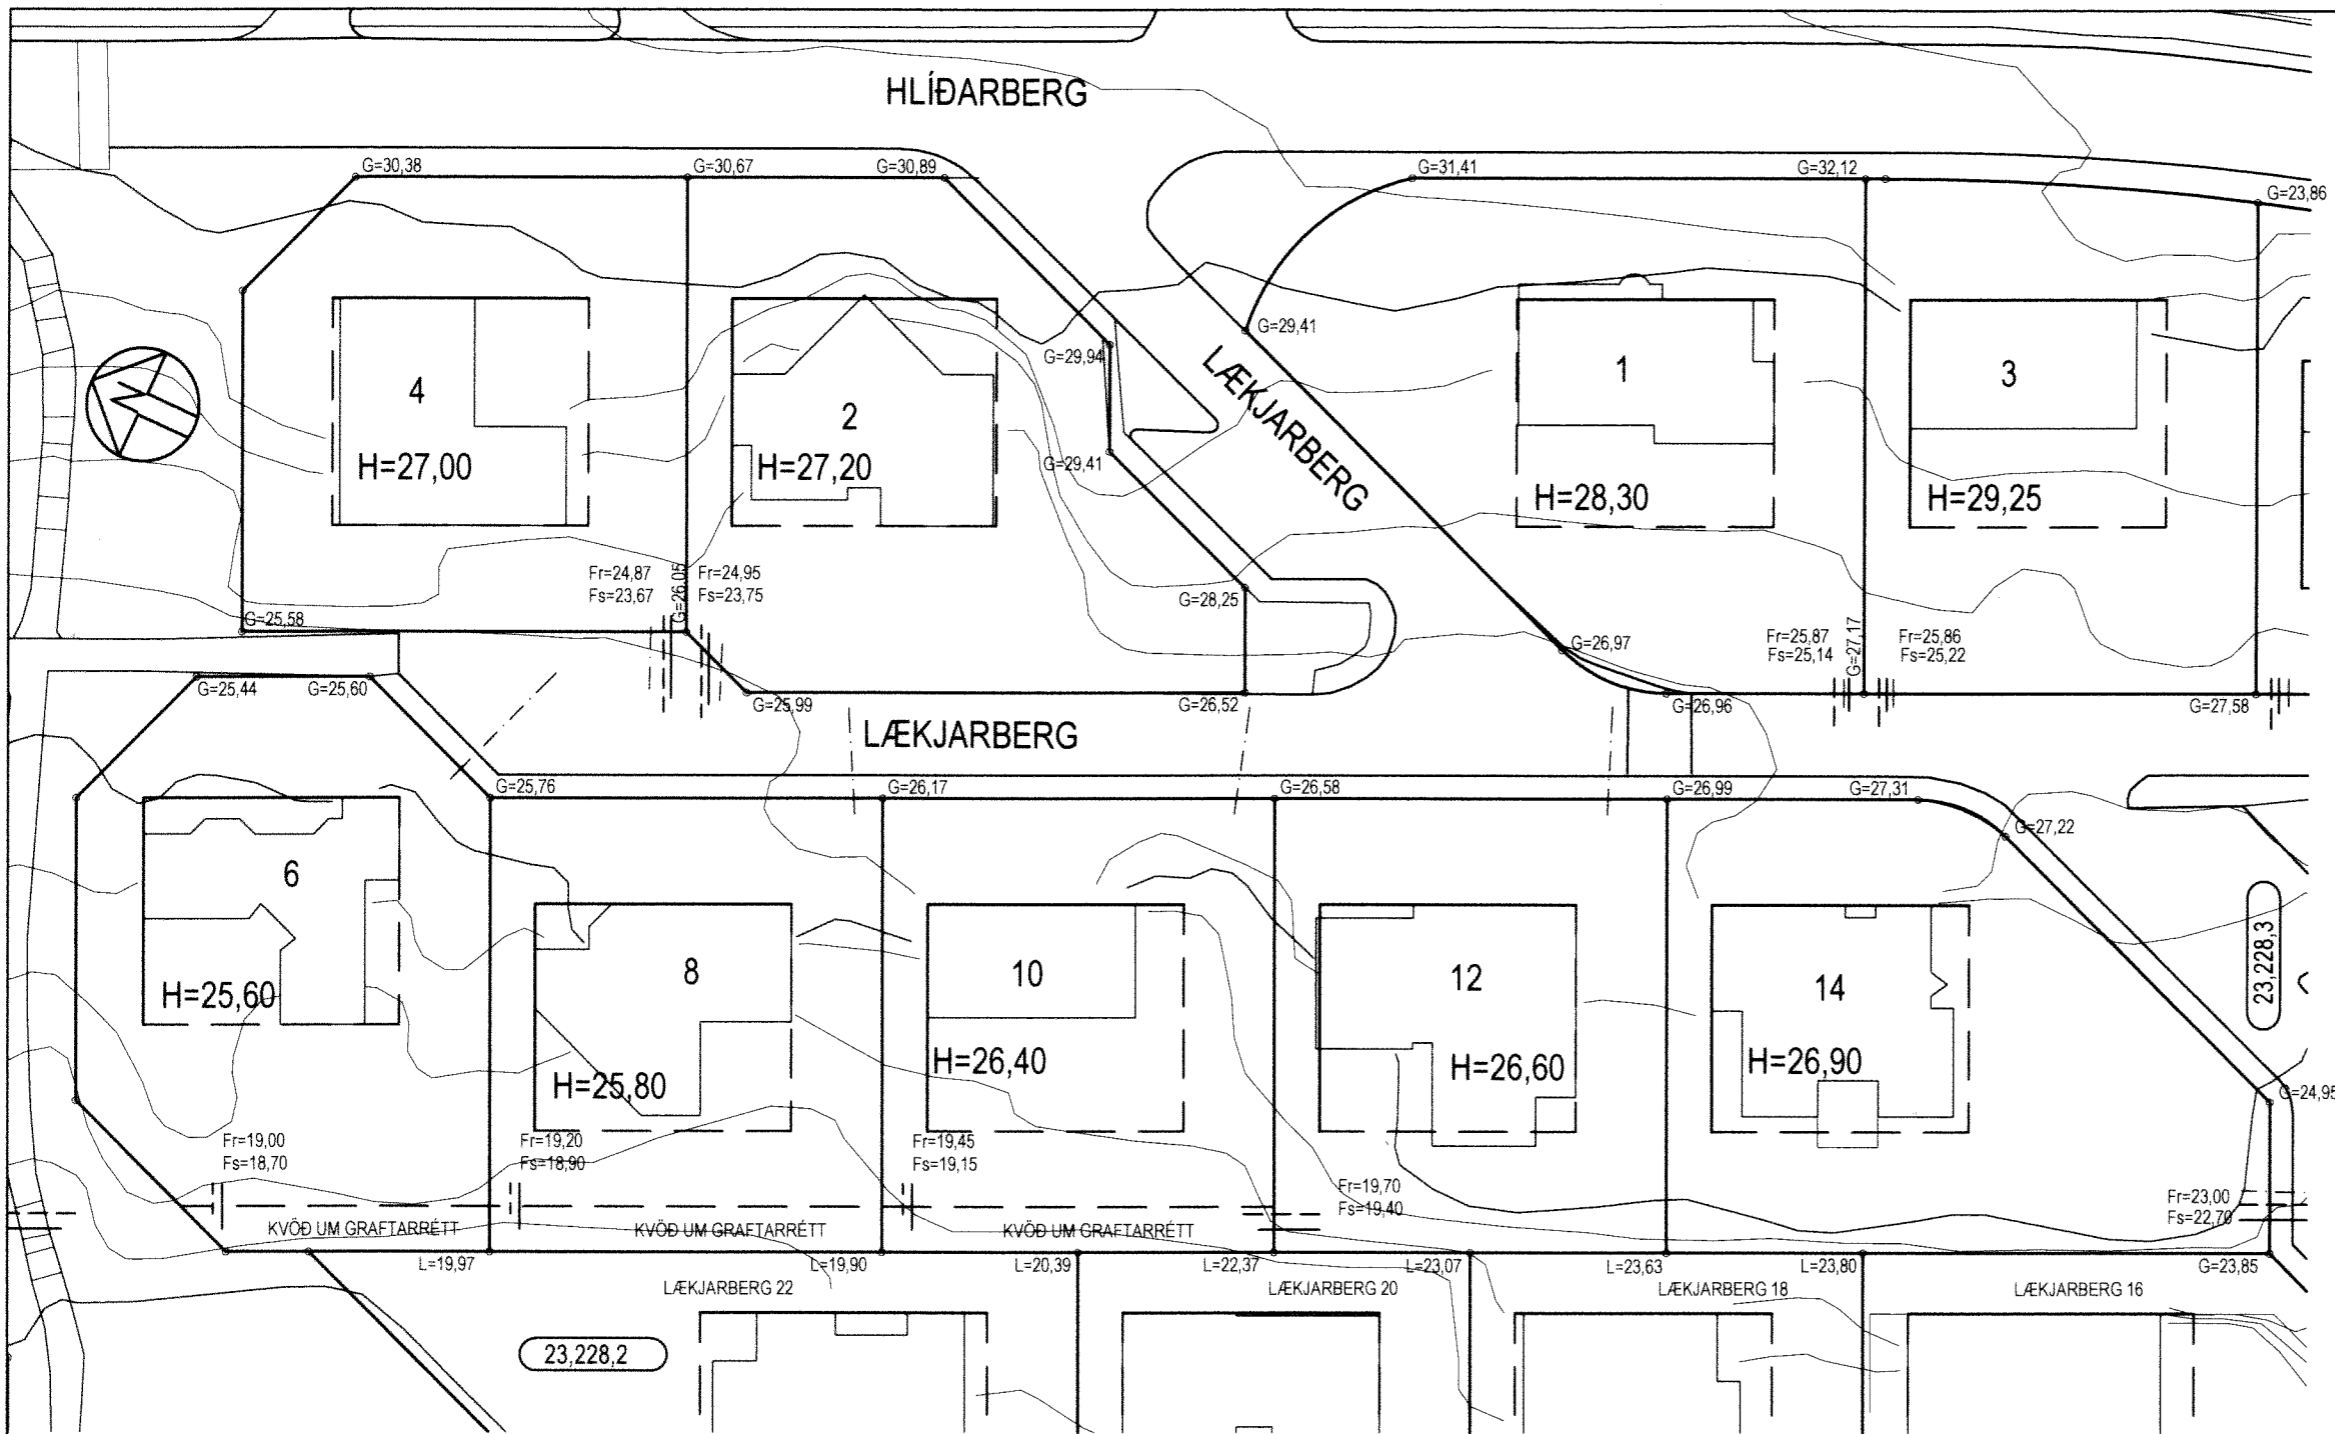 HLÍÐARBERG
G=30,38
G=30,67
G=30,89
G=31,41
G=32,12
G=23,86
G=29,41
G=29,94
LÆKJARBERG
4
H=27,00
2
H=27,20
G=29,41
1
H=28,30
3
H=29,25
Fr=24,87
Fs=23,67
G=26,05
Fr=24,95
Fs=23,75
G=28,25
G=25,58
G=26,97
Fr=25,87
Fs=25,14
G=27,17
Fr=25,86
Fs=25,22
G=25,44
G=25,60
G=25,99
G=26,52
G=26,96
G=27,58
LÆKJARBERG
G=25,76
G=26,17
G=26,58
G=26,99
G=27,31
G=27,22
6
H=25,60
8
H=25,80
10
H=26,40
12
H=26,60
14
H=26,90
23,228,3
G=24,95
Fr=19,00
Fs=18,70
Fr=19,20
Fs=18,90
Fr=19,45
Fs=19,15
Fr=19,70
Fs=19,40
Fr=23,00
Fs=22,70
KVÖÐ UM GRAFTARRÉTT
KVÖÐ UM GRAFTARRÉTT
KVÖÐ UM GRAFTARRÉTT
L=19,97
L=19,90
L=20,39
L=22,37
L=23,07
L=23,63
L=23,80
G=23,85
LÆKJARBERG 22
LÆKJARBERG 20
LÆKJARBERG 18
LÆKJARBERG 16
23,228,2